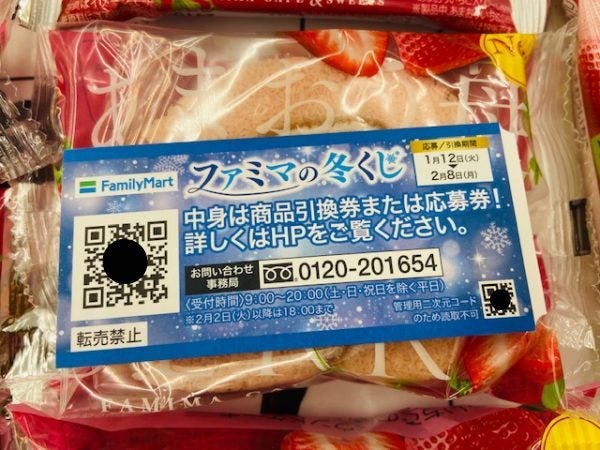 FamilyMart
ファミマの冬くじ
応募/引換期間
1月12日(火)
2月8日(月)
中身は商品引換券または応募券!
詳しくはHPをご覧ください。
お問い合わせ
事務局
0120-201654
〈受付時間〉9:00〜20:00(土・日・祝日を除く平日)
※2月2日(火)以降は18:00まで
管理用二次元コード
のため読取不可
転売禁止
FAMIMA